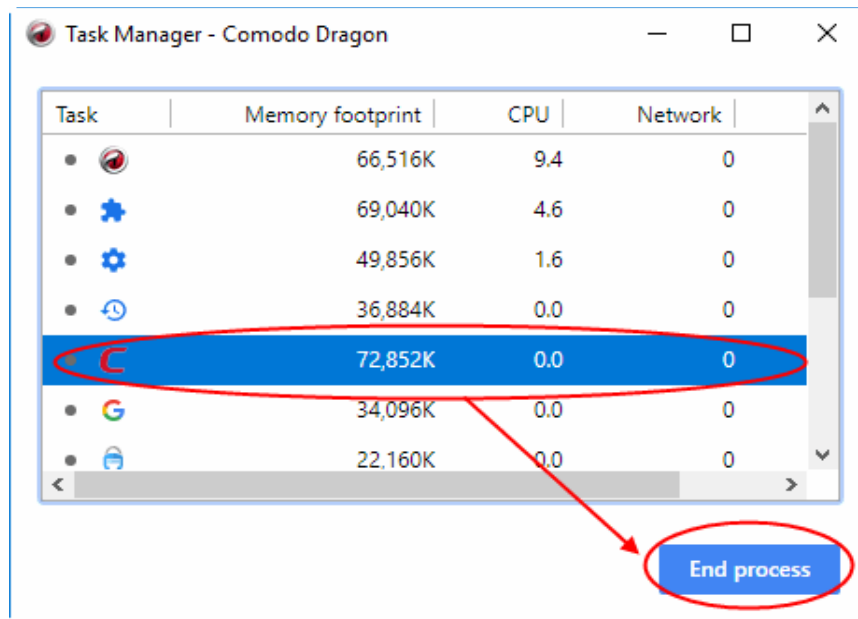 Task Manager - Comodo Dragon
Task Memory footprint CPU Network
66,516K 9.4 0
69,040K 4.6 0
49,856K 1.6 0
36,884K 0.0 0
C 72,852K 0.0 0
G 34,096K 0.0 0
22,160K 0.0 0
End process